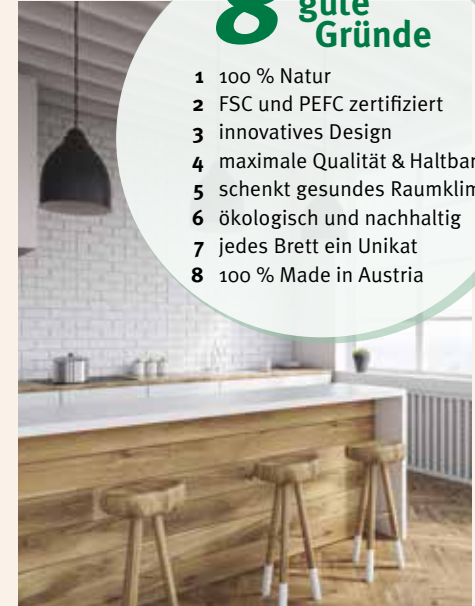 8 gute
Gründe
1 100 % Natur
2 FSC und PEFC zertifiziert
3 innovatives Design
4 maximale Qualität & Haltbar
5 schenkt gesundes Raumklim
6 ökologisch und nachhaltig
7 jedes Brett ein Unikat
8 100 % Made in Austria